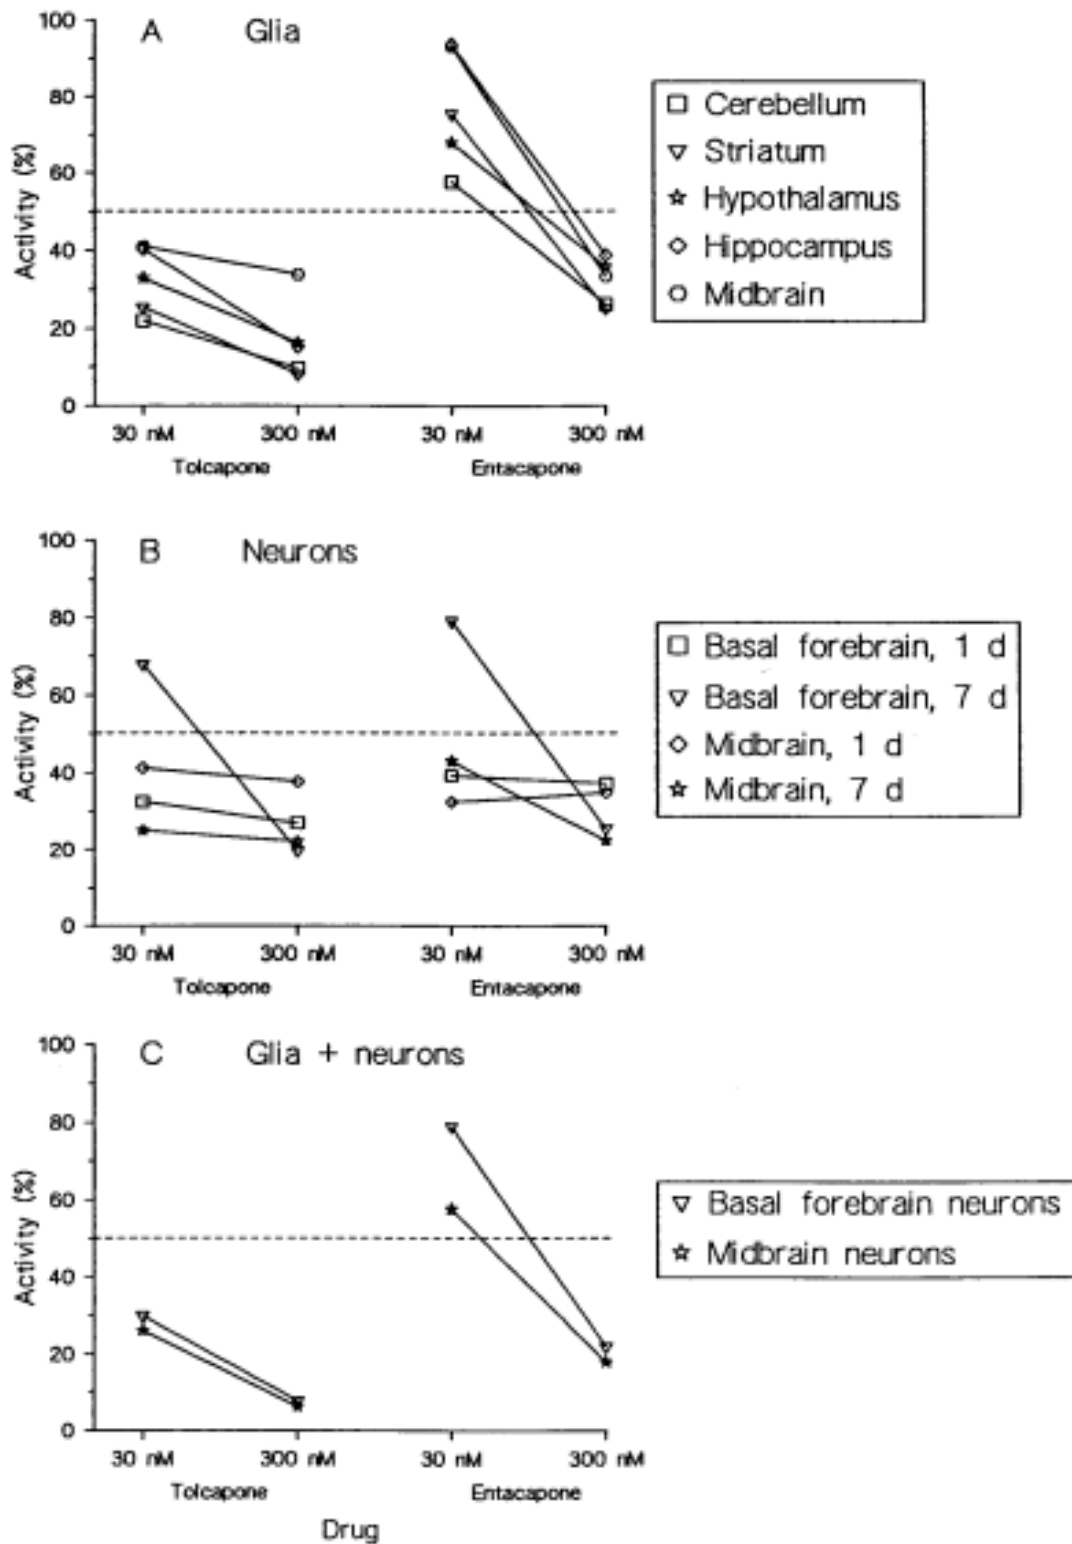 A Glia
100
80
60
40
20
0
Activity (%)
30 nM 300 nM 30 nM 300 nM
Tolcapone Entacapone
Cerebellum
Striatum
Hypothalamus
Hippocampus
Midbrain
B Neurons
100
80
60
40
20
0
Activity (%)
30 nM 300 nM 30 nM 300 nM
Tolcapone Entacapone
Basal forebrain, 1 d
Basal forebrain, 7 d
Midbrain, 1 d
Midbrain, 7 d
C Glia + neurons
100
80
60
40
20
0
Activity (%)
30 nM 300 nM 30 nM 300 nM
Tolcapone Entacapone
Basal forebrain neurons
Midbrain neurons
Drug